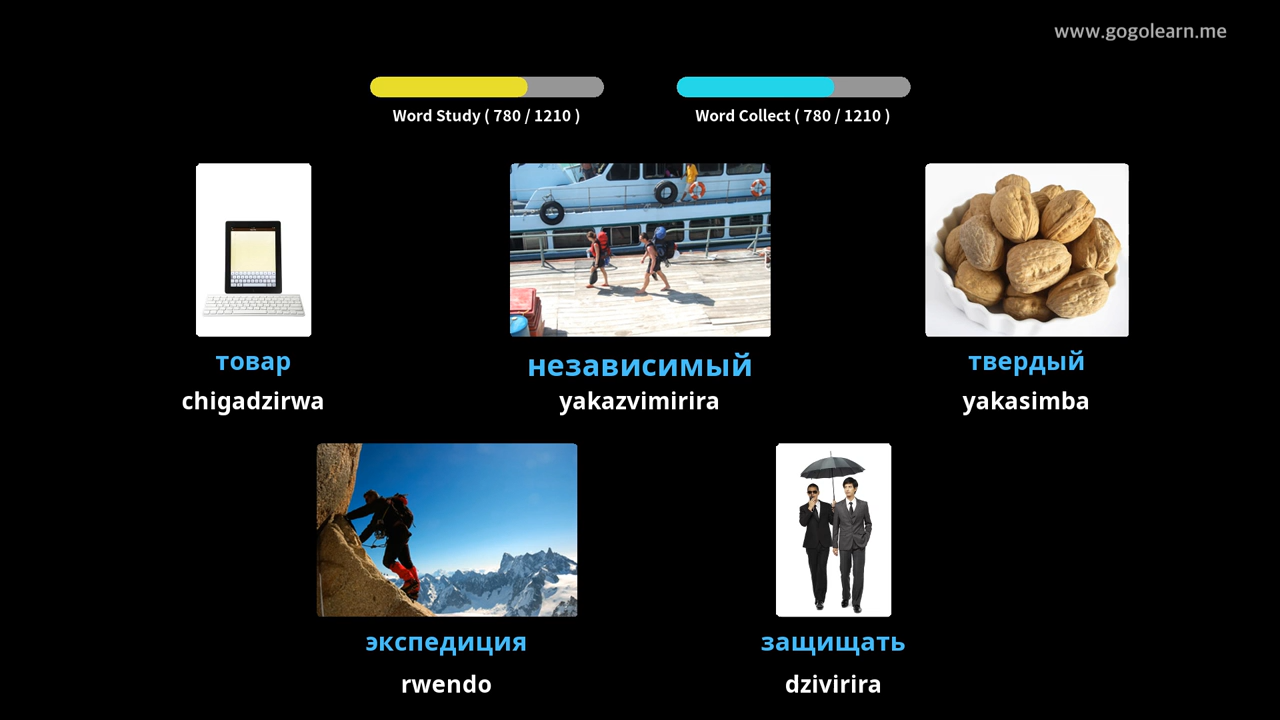 www.gogolearn.me
Word Study ( 780 / 1210 )
Word Collect ( 780 / 1210 )
товар
независимый
твердый
chigadzirwa
yakazvimirira
yakasimba
экспедиция
защищать
rwendo
dzivirira